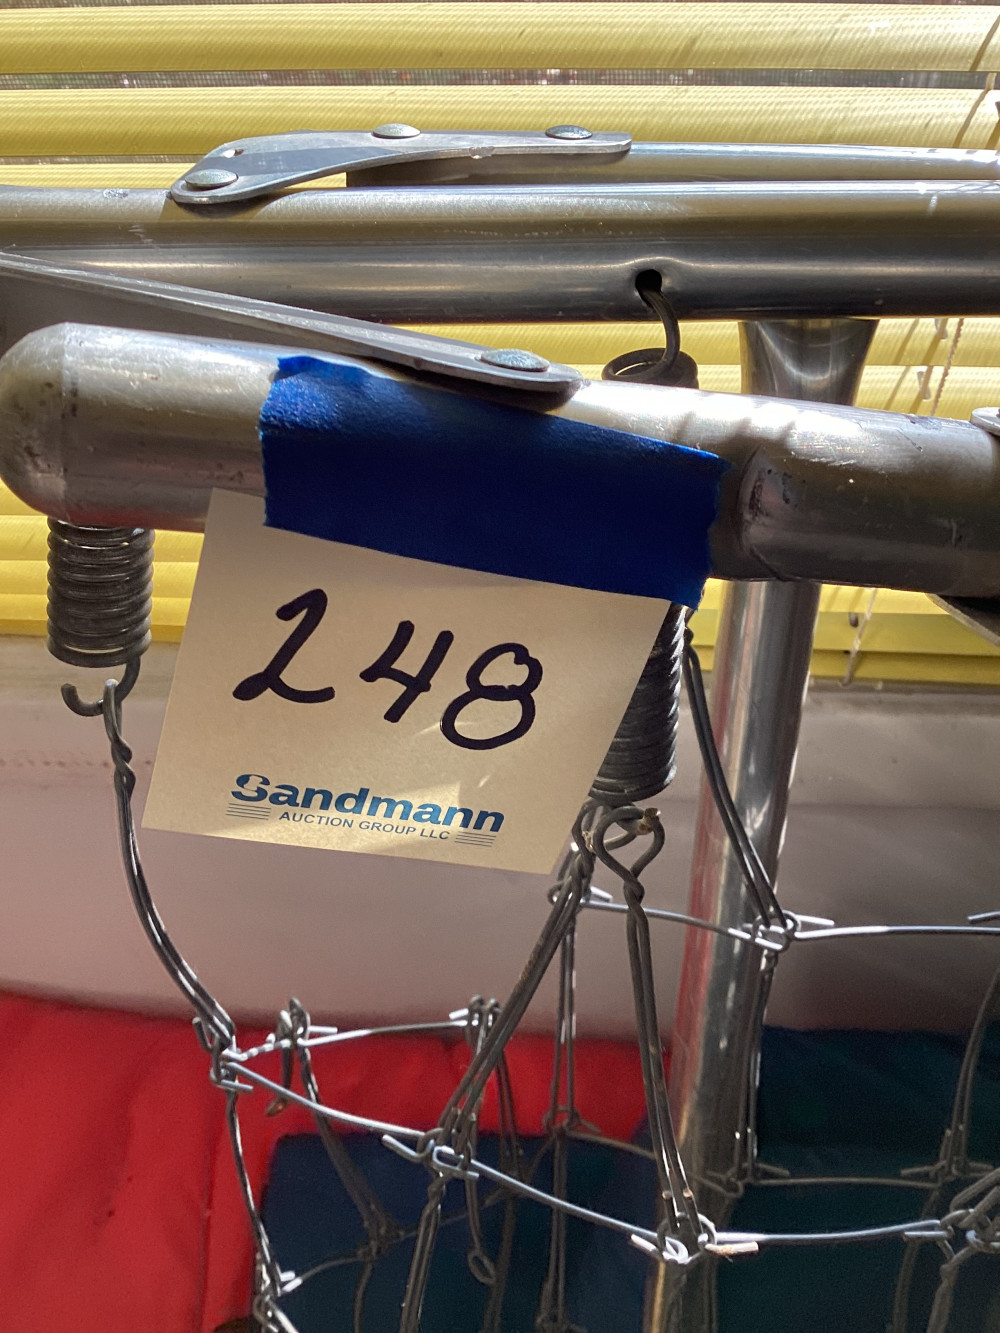 248
Sandmann
AUCTION GROUP LLC